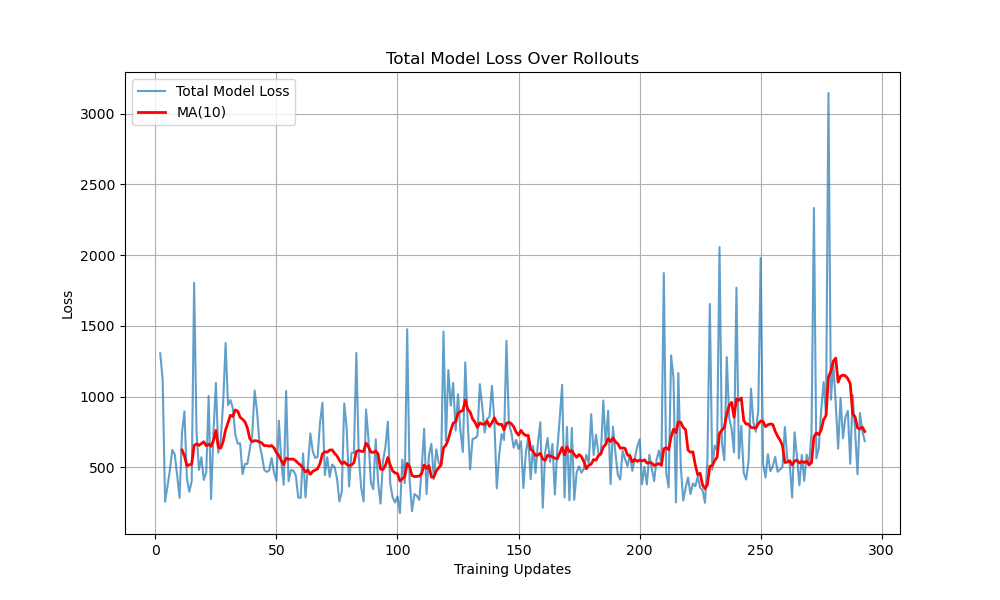 Total Model Loss Over Rollouts
Total Model Loss
MA(10)
3000
2500
2000
1500
1000
500
Loss
0
50
100
150
200
250
300
Training Updates